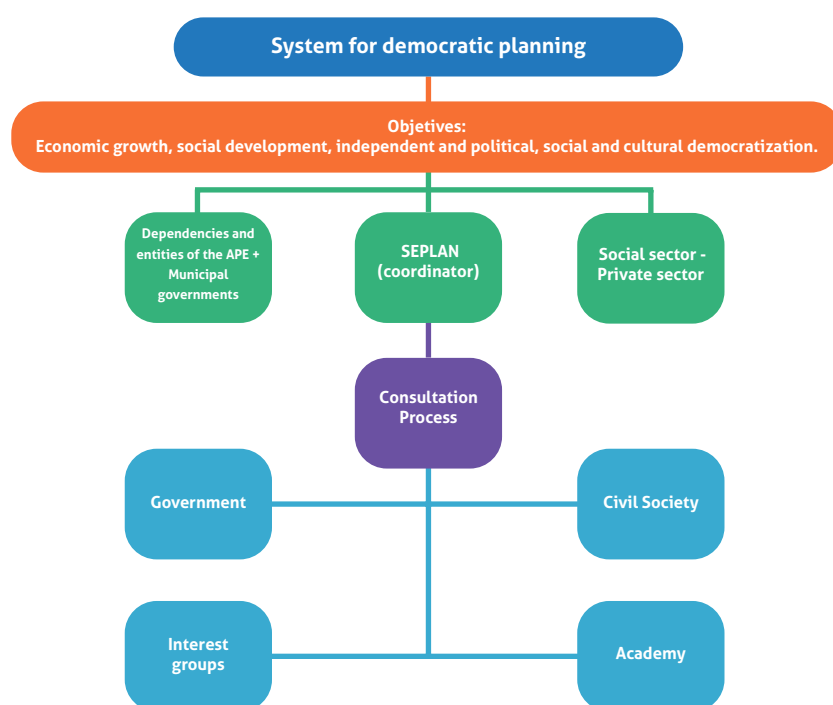 System for democratic planning
Objetives:
Economic growth, social development, independent and political, social and cultural democratization.
Dependencies and
entities of the APE +
Municipal
governments
SEPLAN
(coordinator)
Social sector -
Private sector
Consultation
Process
Government
Civil Society
Interest
groups
Academy